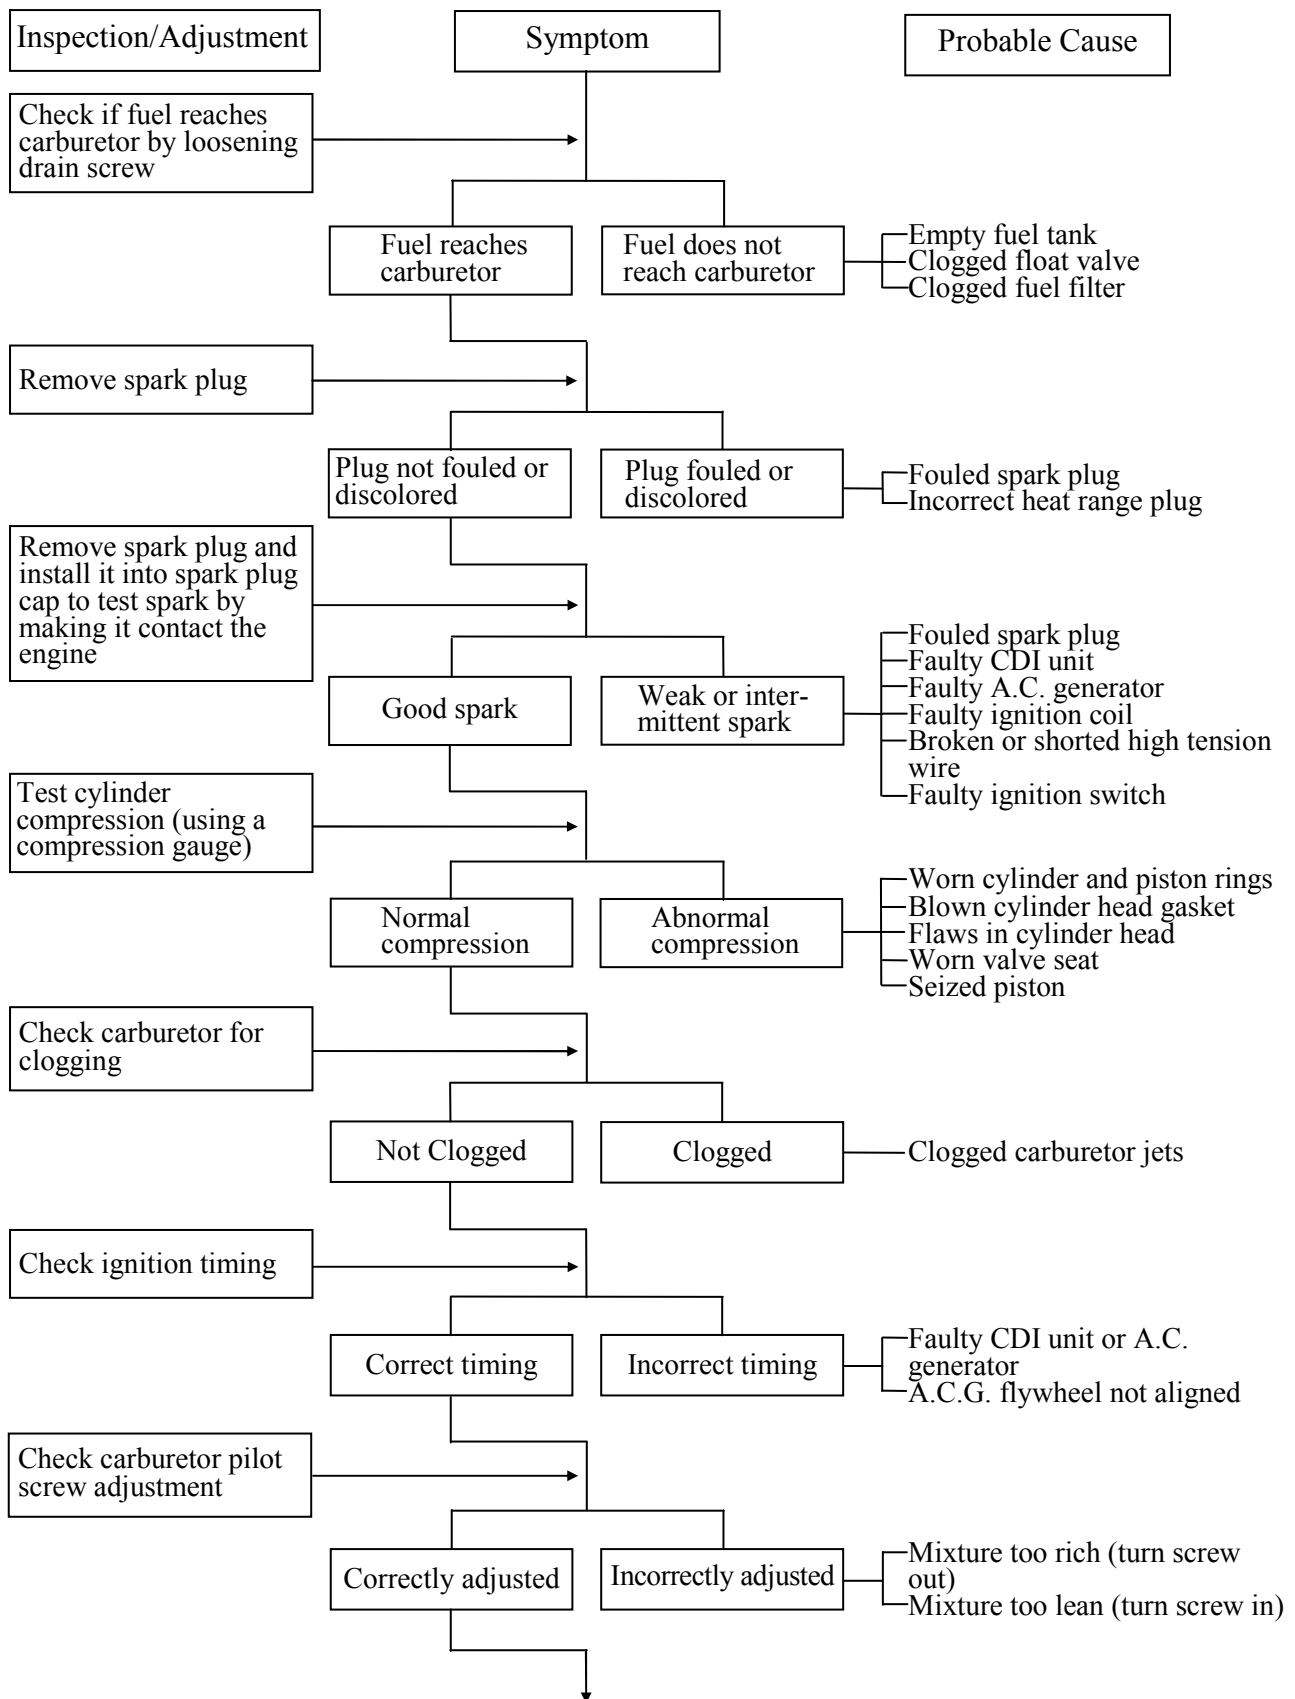 Inspection/Adjustment
Symptom
Probable Cause
Check if fuel reaches
carburetor by loosening
drain screw
Fuel reaches
carburetor
Fuel does not
reach carburetor
Empty fuel tank
Clogged float valve
Clogged fuel filter
Remove spark plug
Plug not fouled or
discolored
Plug fouled or
discolored
Fouled spark plug
Incorrect heat range plug
Remove spark plug and
install it into spark plug
cap to test spark by
making it contact the
engine
Good spark
Weak or inter-
mittent spark
Fouled spark plug
Faulty CDI unit
Faulty A.C. generator
Faulty ignition coil
Broken or shorted high tension
wire
Faulty ignition switch
Test cylinder
compression (using a
compression gauge)
Normal
compression
Abnormal
compression
Worn cylinder and piston rings
Blown cylinder head gasket
Flaws in cylinder head
Worn valve seat
Seized piston
Check carburetor for
clogging
Not Clogged
Clogged
Clogged carburetor jets
Check ignition timing
Correct timing
Incorrect timing
Faulty CDI unit or A.C.
generator
A.C.G. flywheel not aligned
Check carburetor pilot
screw adjustment
Correctly adjusted
Incorrectly adjusted
Mixture too rich (turn screw
out)
Mixture too lean (turn screw in)